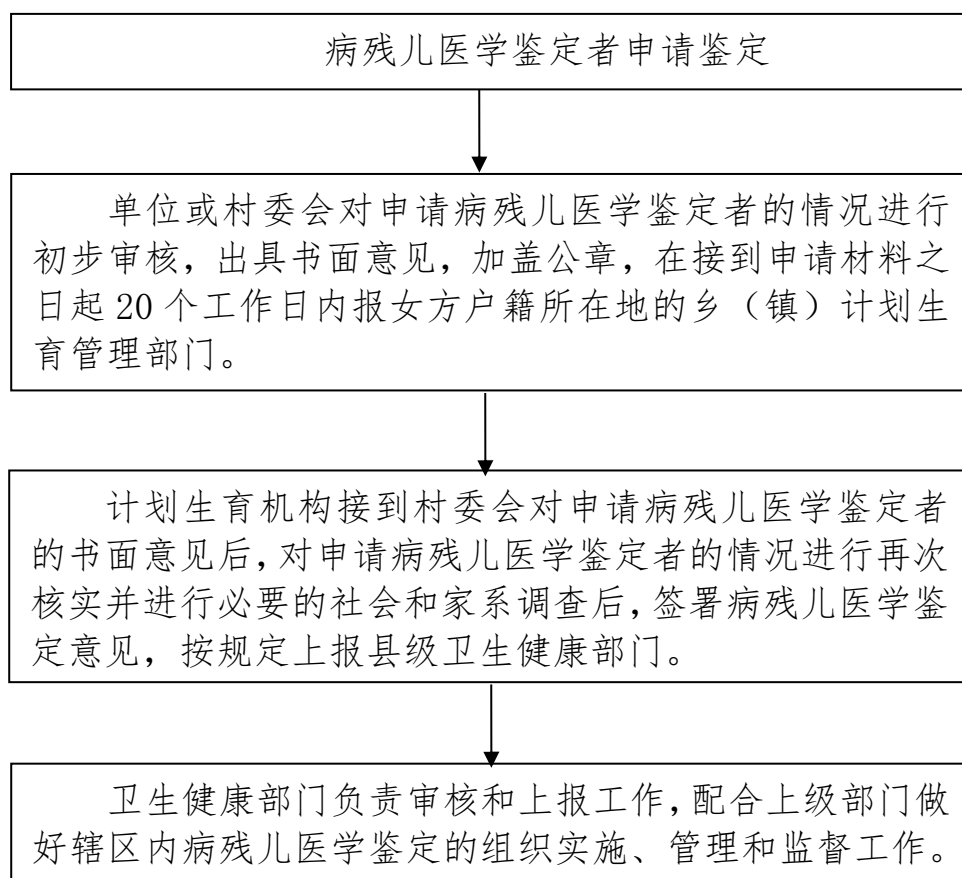 病残儿医学鉴定者申请鉴定
单位或村委会对申请病残儿医学鉴定者的情况进行
初步审核，出具书面意见，加盖公章，在接到申请材料之
日起 20 个工作日内报女方户籍所在地的乡（镇）计划生
育管理部门。
计划生育机构接到村委会对申请病残儿医学鉴定者
的书面意见后，对申请病残儿医学鉴定者的情况进行再次
核实并进行必要的社会和家系调查后，签署病残儿医学鉴
定意见，按规定上报县级卫生健康部门。
卫生健康部门负责审核和上报工作，配合上级部门做
好辖区内病残儿医学鉴定的组织实施、管理和监督工作。